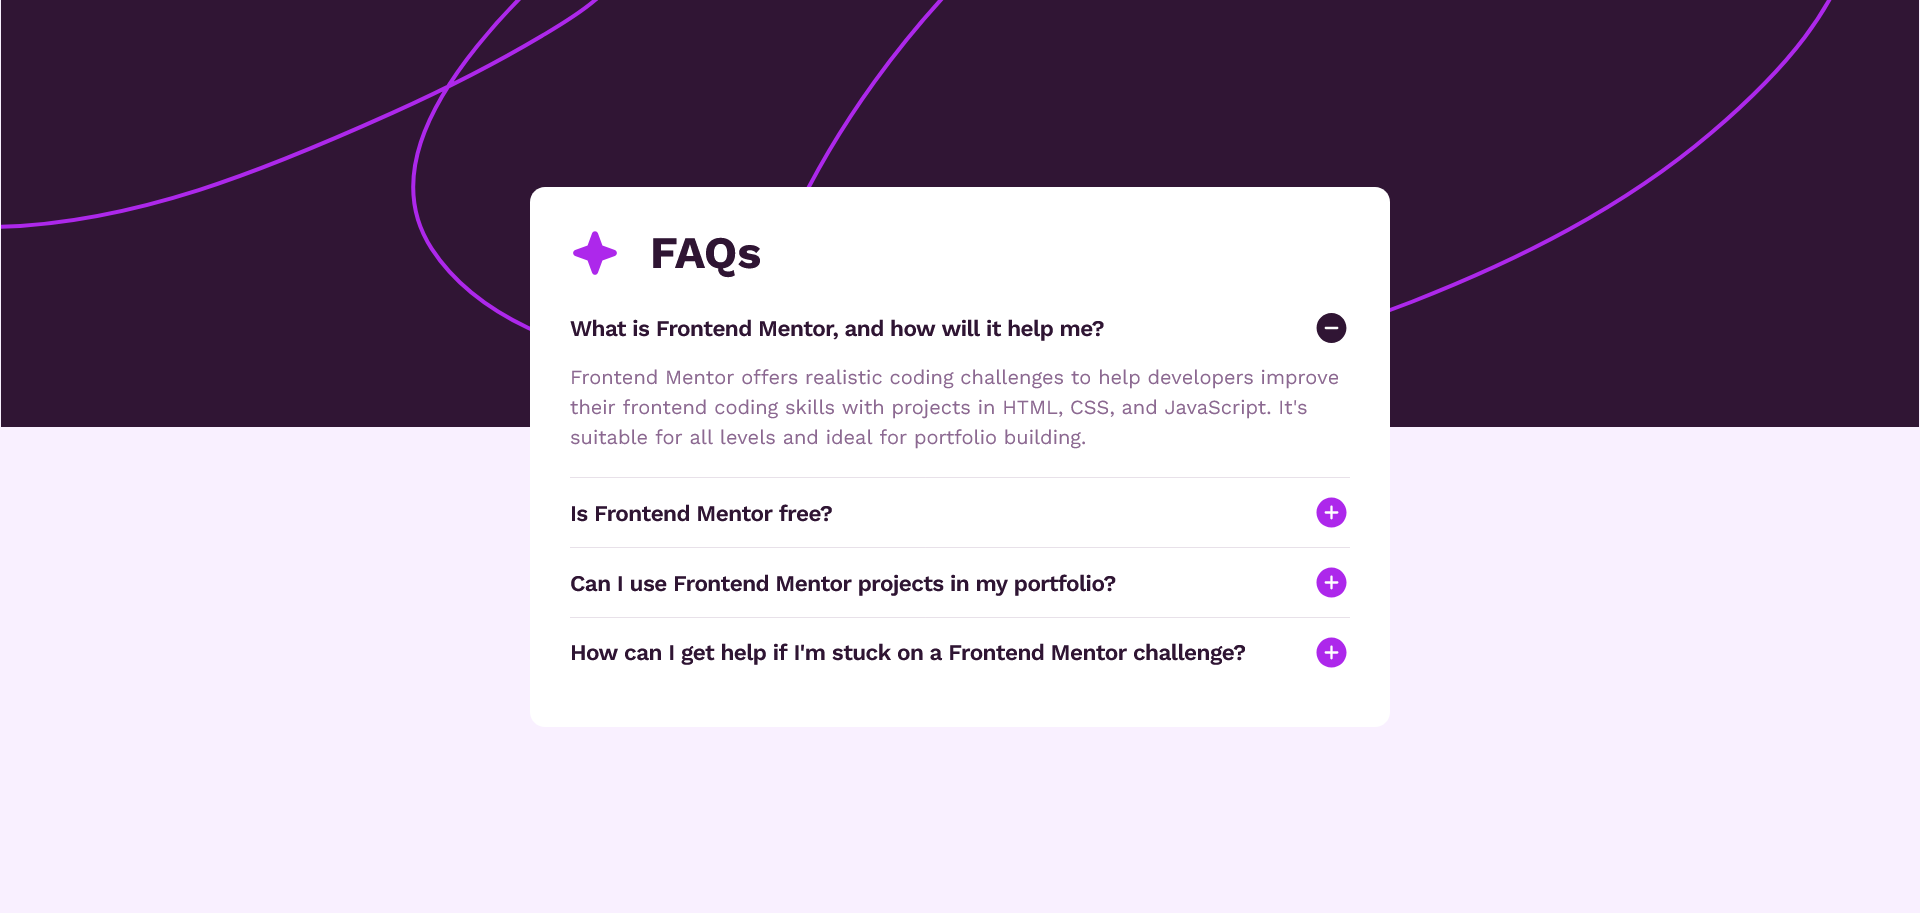 FAQs
What is Frontend Mentor, and how will it help me?
Frontend Mentor offers realistic coding challenges to help developers improve
their frontend coding skills with projects in HTML, CSS, and JavaScript. It's
suitable for all levels and ideal for portfolio building.
Is Frontend Mentor free?
Can I use Frontend Mentor projects in my portfolio?
How can I get help if I'm stuck on a Frontend Mentor challenge?